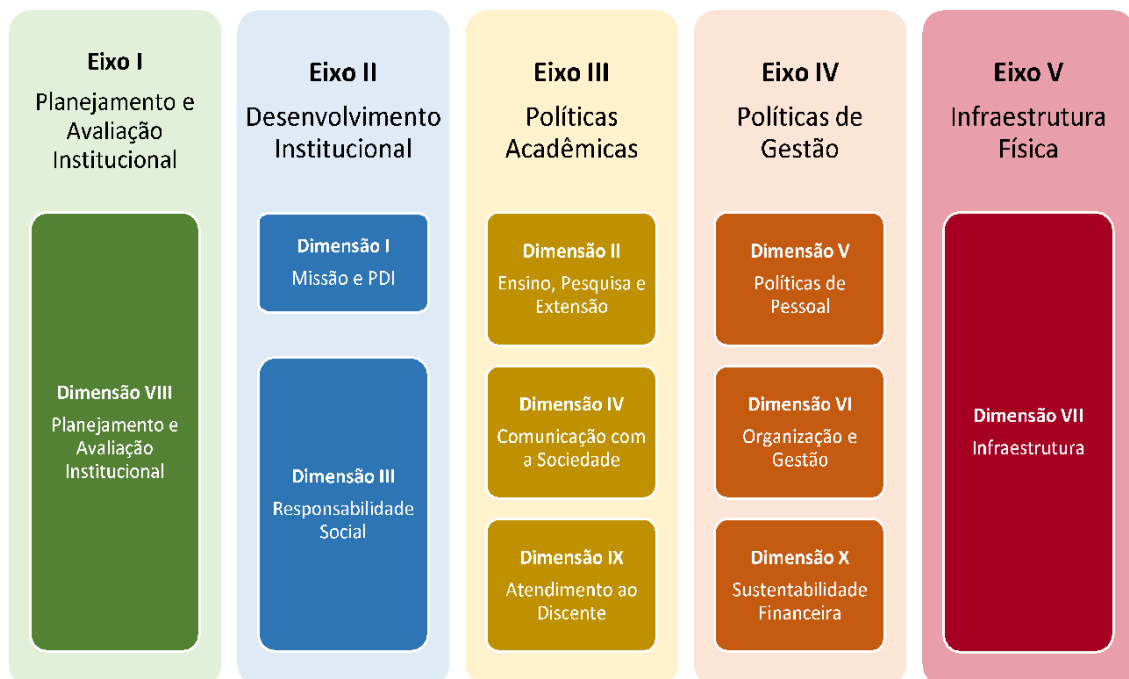 Eixo I
Planejamento e
Avaliação
Institucional
Dimensão VIII
Planejamento e
Avaliação
Institucional
Eixo II
Desenvolvimento
Institucional
Dimensão I
Missão e PDI
Dimensão III
Responsabilidade
Social
Eixo III
Políticas
Acadêmicas
Dimensão II
Ensino, Pesquisa e
Extensão
Dimensão IV
Comunicação com
a Sociedade
Dimensão IX
Atendimento ao
Discente
Eixo IV
Políticas de
Gestão
Dimensão V
Políticas de
Pessoal
Dimensão VI
Organização e
Gestão
Dimensão X
Sustentabilidade
Financeira
Eixo V
Infraestrutura
Física
Dimensão VII
Infraestrutura